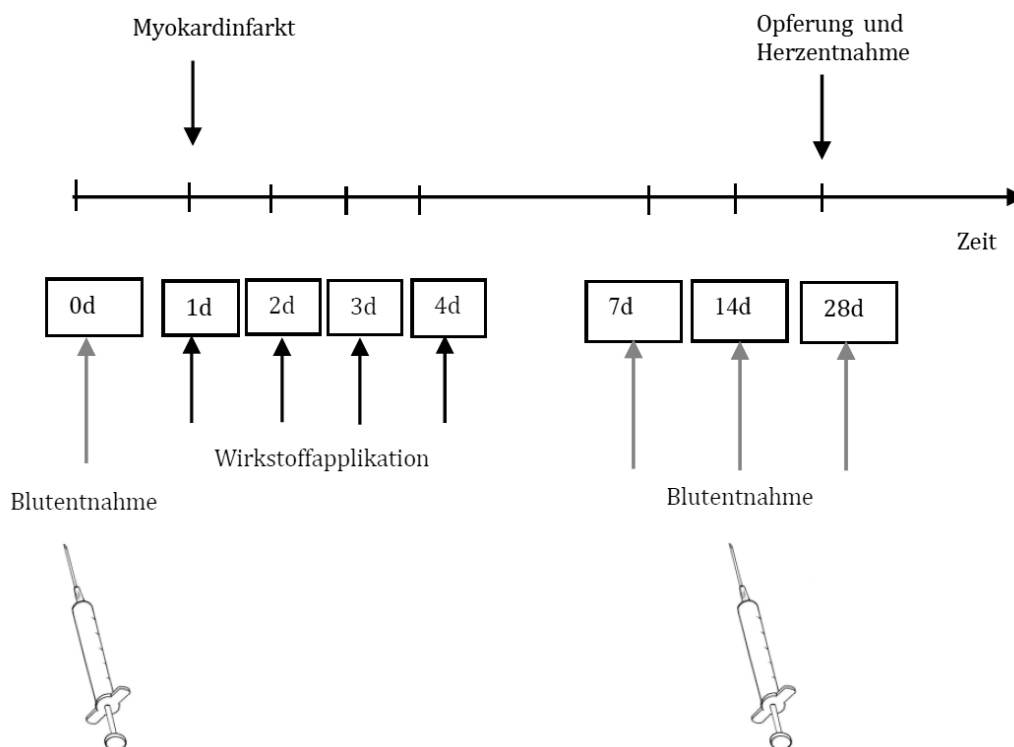 Myokardinfarkt
Opferung und
Herzentnahme
Zeit
0d
1d
2d
3d
4d
7d
14d
28d
Wirkstoffapplikation
Blutentnahme
Blutentnahme